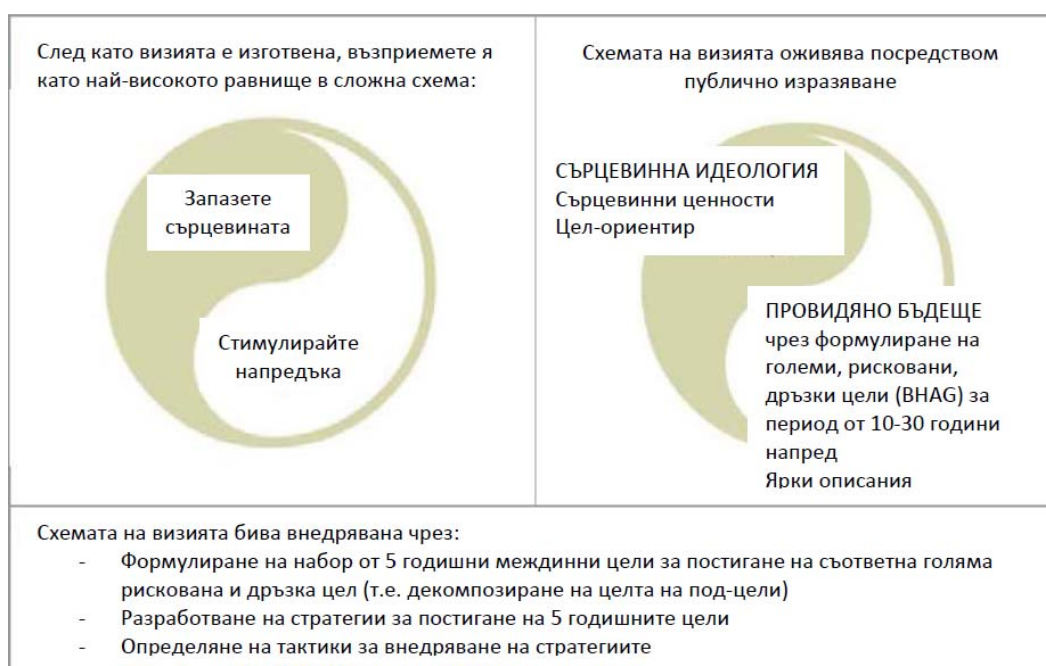 След като визията е изготвена, възприемете я
като най-високото равнище в сложна схема:
Запазете
сърцевината
Стимулирайте
напредъка
Схемата на визията оживява посредством
публично изразяване
СЪРЦЕВИННА ИДЕОЛОГИЯ
Сърцевинни ценности
Цел-ориентир
ПРОВИДЯНО БЪДЕЩЕ
чрез формулиране на
големи, рисковани,
дръзки цели (BHAG) за
период от 10-30 години
напред
Ярки описания
Схемата на визията бива внедрявана чрез:
- Формулиране на набор от 5 годишни междинни цели за постигане на съответна голяма
рискована и дръзка цел (т.е. декомпозиране на целта на под-цели)
- Разработване на стратегии за постигане на 5 годишните цели
- Определяне на тактики за внедряване на стратегиите